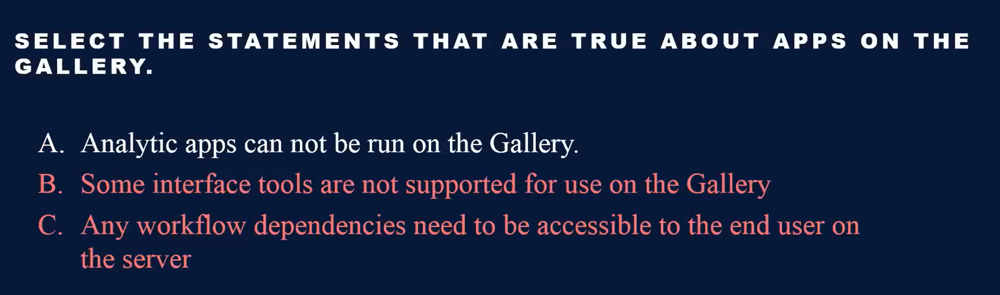 SELECT THE STATEMENTS THAT ARE TRUE ABOUT APPS ON THE
GALLERY.
A. Analytic apps can not be run on the Gallery.
B. Some interface tools are not supported for use on the Gallery
C. Any workflow dependencies need to be accessible to the end user on
the server